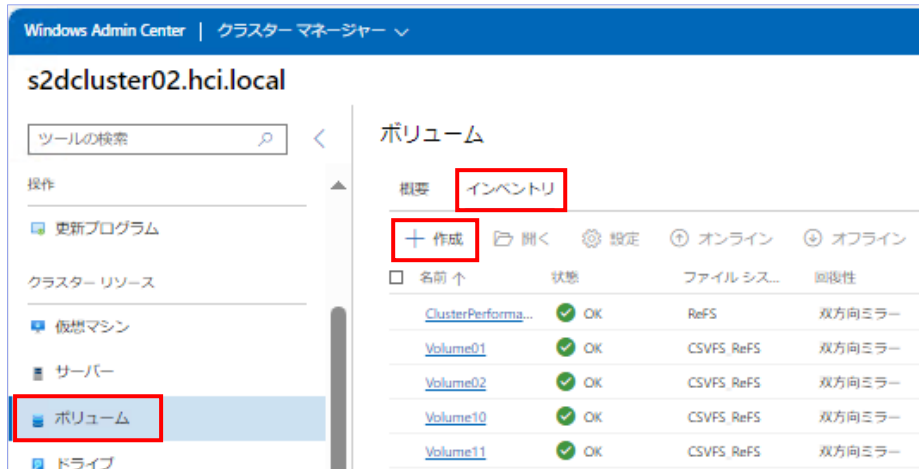 Windows Admin Center | クラスター マネージャー
s2dcluster02.hci.local
ツールの検索
操作
更新プログラム
クラスター リソース
仮想マシン
サーバー
ボリューム
ドライブ
ボリューム
概要 インベントリ
作成 開く 設定 オンライン オフライン
名前 状態 ファイル シス... 回復性
ClusterPerforma... OK ReFS 双方向ミラー
Volume01 OK CSVFS_ReFS 双方向ミラー
Volume02 OK CSVFS_ReFS 双方向ミラー
Volume10 OK CSVFS_ReFS 双方向ミラー
Volume11 OK CSVFS_ReFS 双方向ミラー